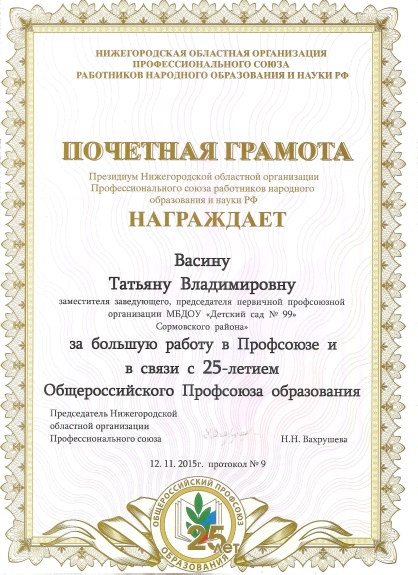 НИЖЕГОРОДСКАЯ ОБЛАСТНАЯ ОРГАНИЗАЦИЯ
ПРОФЕССИОНАЛЬНОГО СОЮЗА
РАБОТНИКОВ НАРОДНОГО ОБРАЗОВАНИЯ И НАУКИ РФ
ПОЧЕТНАЯ ГРАМОТА
Президиум Нижегородской областной организации
Профессионального союза работников народного
образования и науки РФ
НАГРАЖДАЕТ
Васину
Татьяну Владимировну
заместителя заведующего, председателя первичной профсоюзной
организации МБДОУ «Детский сад № 99»
Сормовского района»
за большую работу в Профсоюзе и
в связи с 25-летием
Общероссийского Профсоюза образования
Председатель Нижегородской
областной организации
Профессионального союза
Н.Н. Вахрушева
12. 11. 2015г. протокол № 9
ОБЩЕРОССИЙСКИЙ ПРОФСОЮЗ
25 лет
ОБРАЗОВАНИЯ